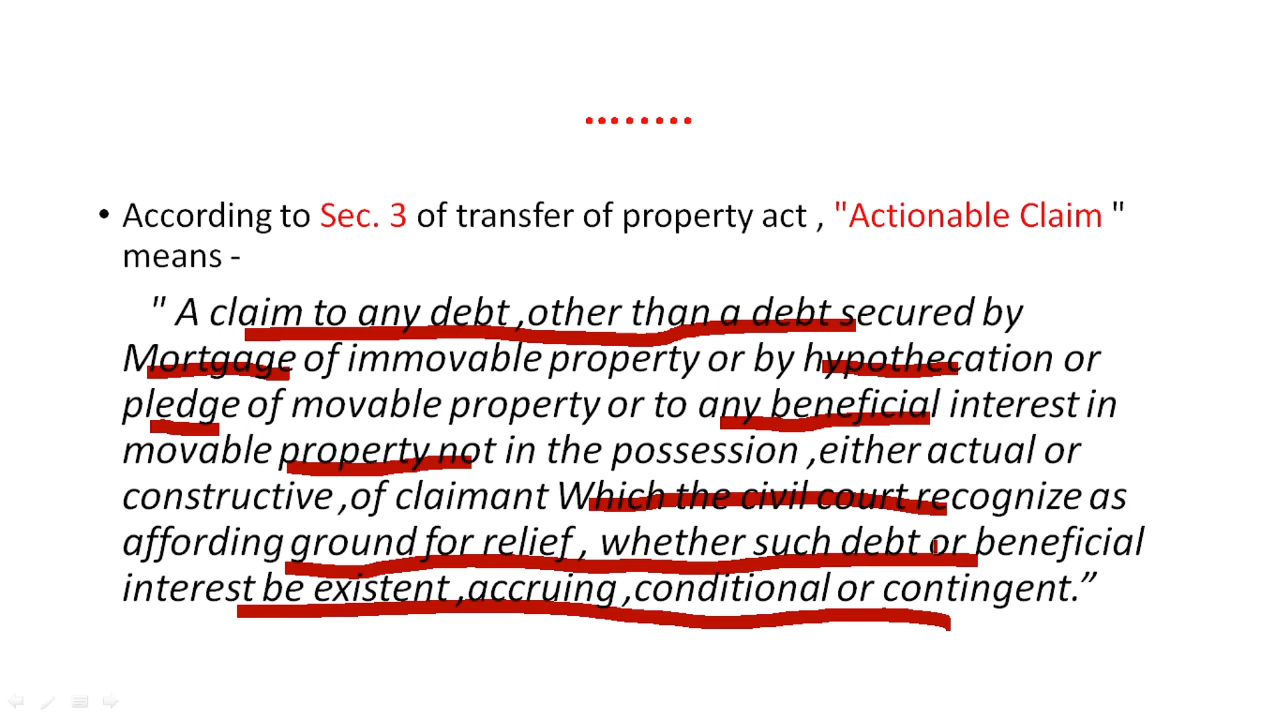 ........
• According to Sec. 3 of transfer of property act , "Actionable Claim "
means -
" A claim to any debt ,other than a debt secured by
Mortgage of immovable property or by hypothecation or
pledge of movable property or to any beneficial interest in
movable property not in the possession ,either actual or
constructive ,of claimant Which the civil court recognize as
affording ground for relief , whether such debt or beneficial
interest be existent ,accruing ,conditional or contingent.”